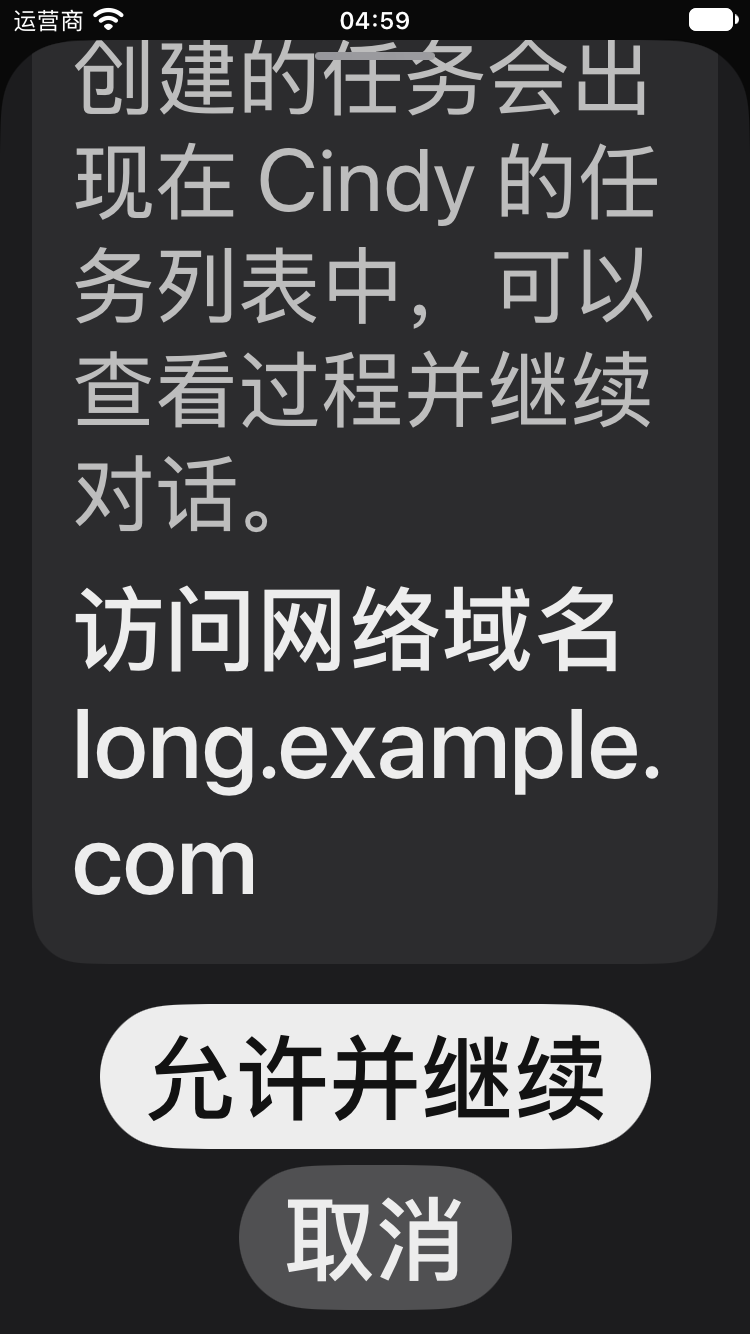 运营商 04:59
创建的任务会出
现在 Cindy 的任
务列表中，可以
查看过程并继续
对话。
访问网络域名
long.example.
com
允许并继续
取消